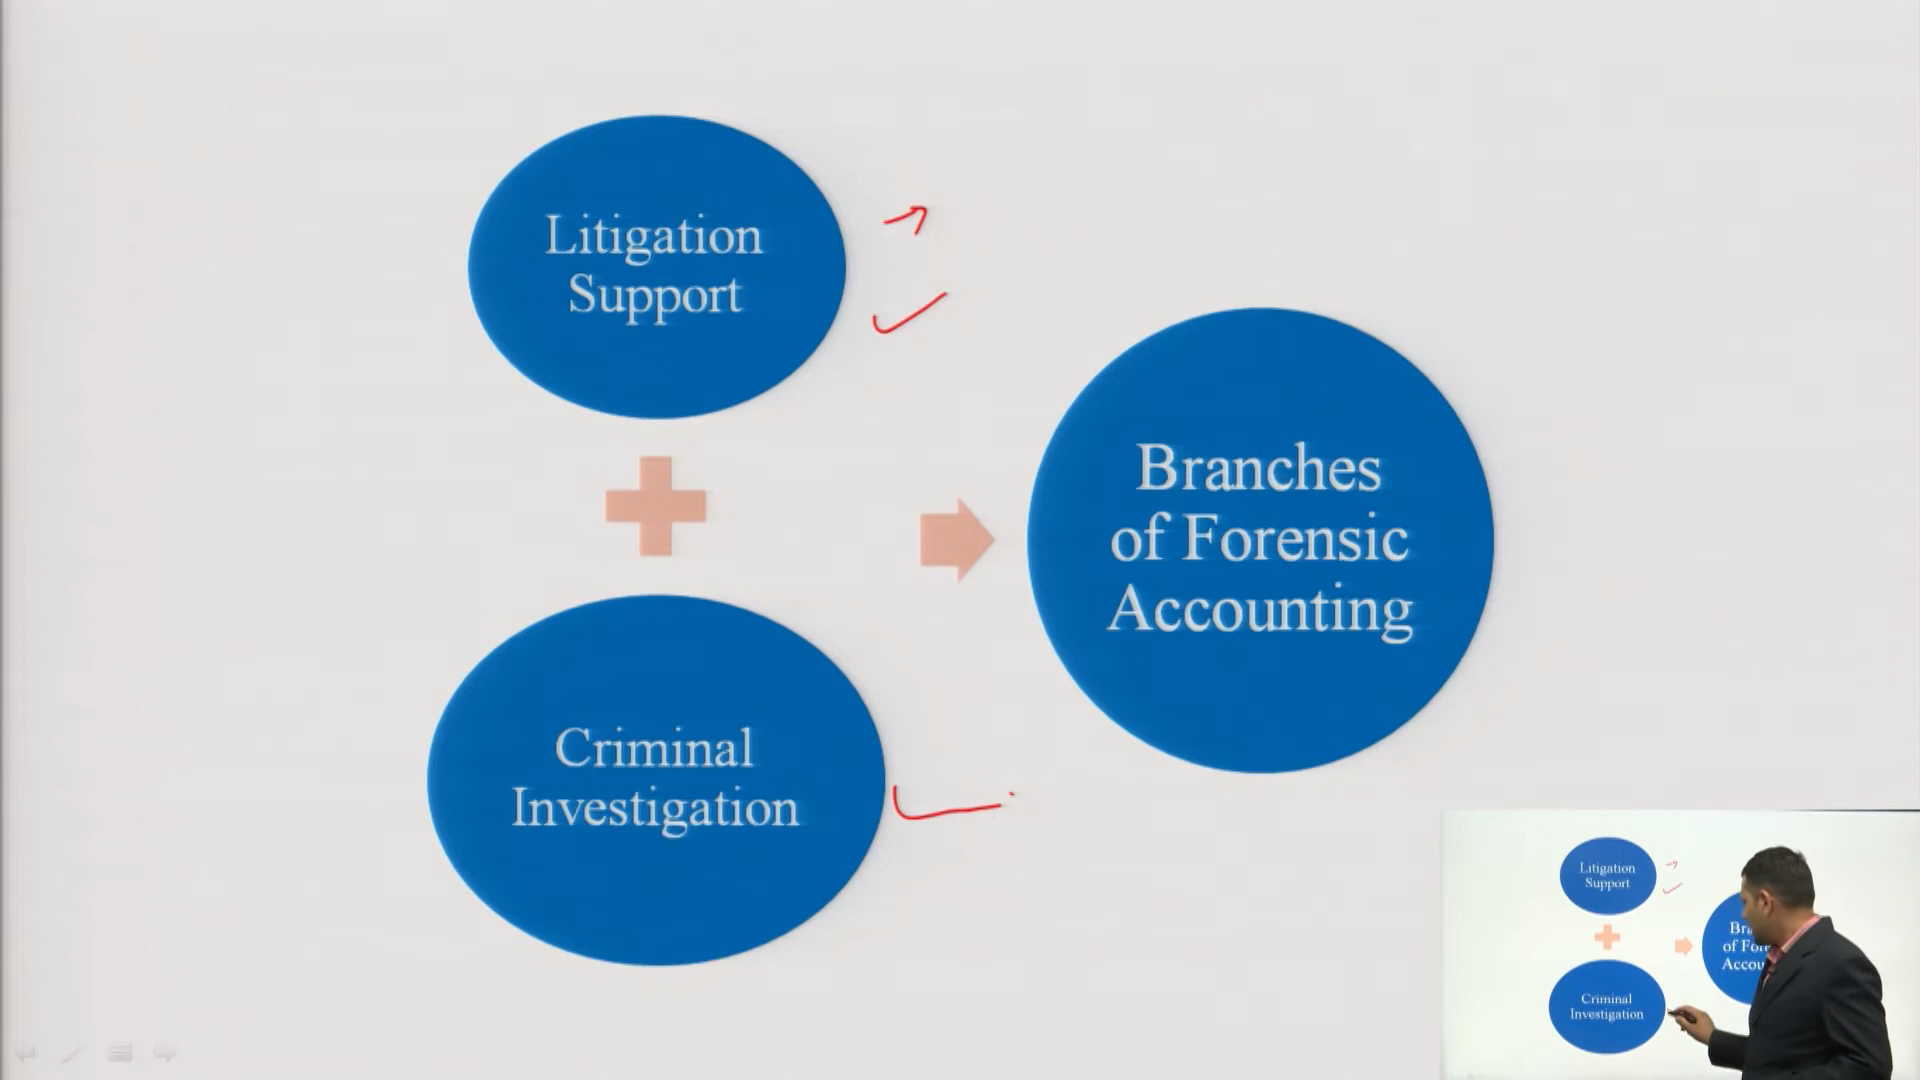 Litigation
Support
Criminal
Investigation
Branches
of Forensic
Accounting
Litigation
Support
Criminal
Investigation